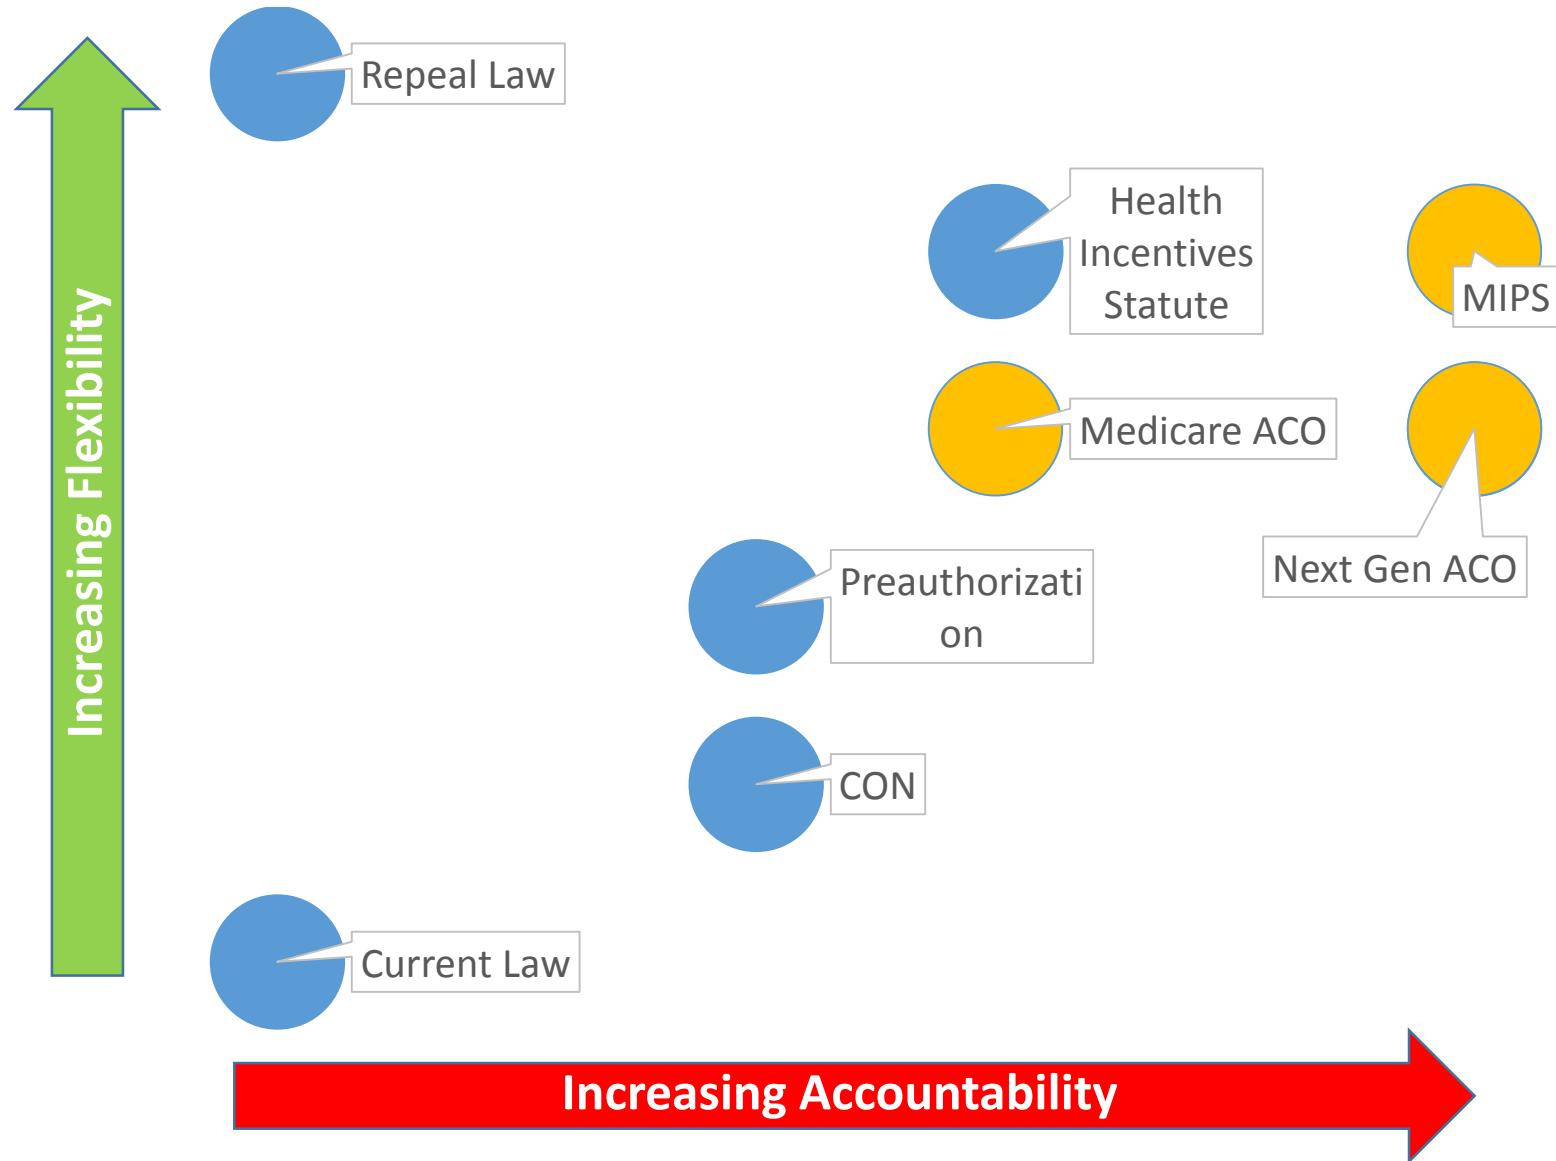 Increasing Flexibility
Repeal Law
Health
Incentives
Statute
MIPS
Medicare ACO
Next Gen ACO
Preauthorizati
on
CON
Current Law
Increasing Accountability